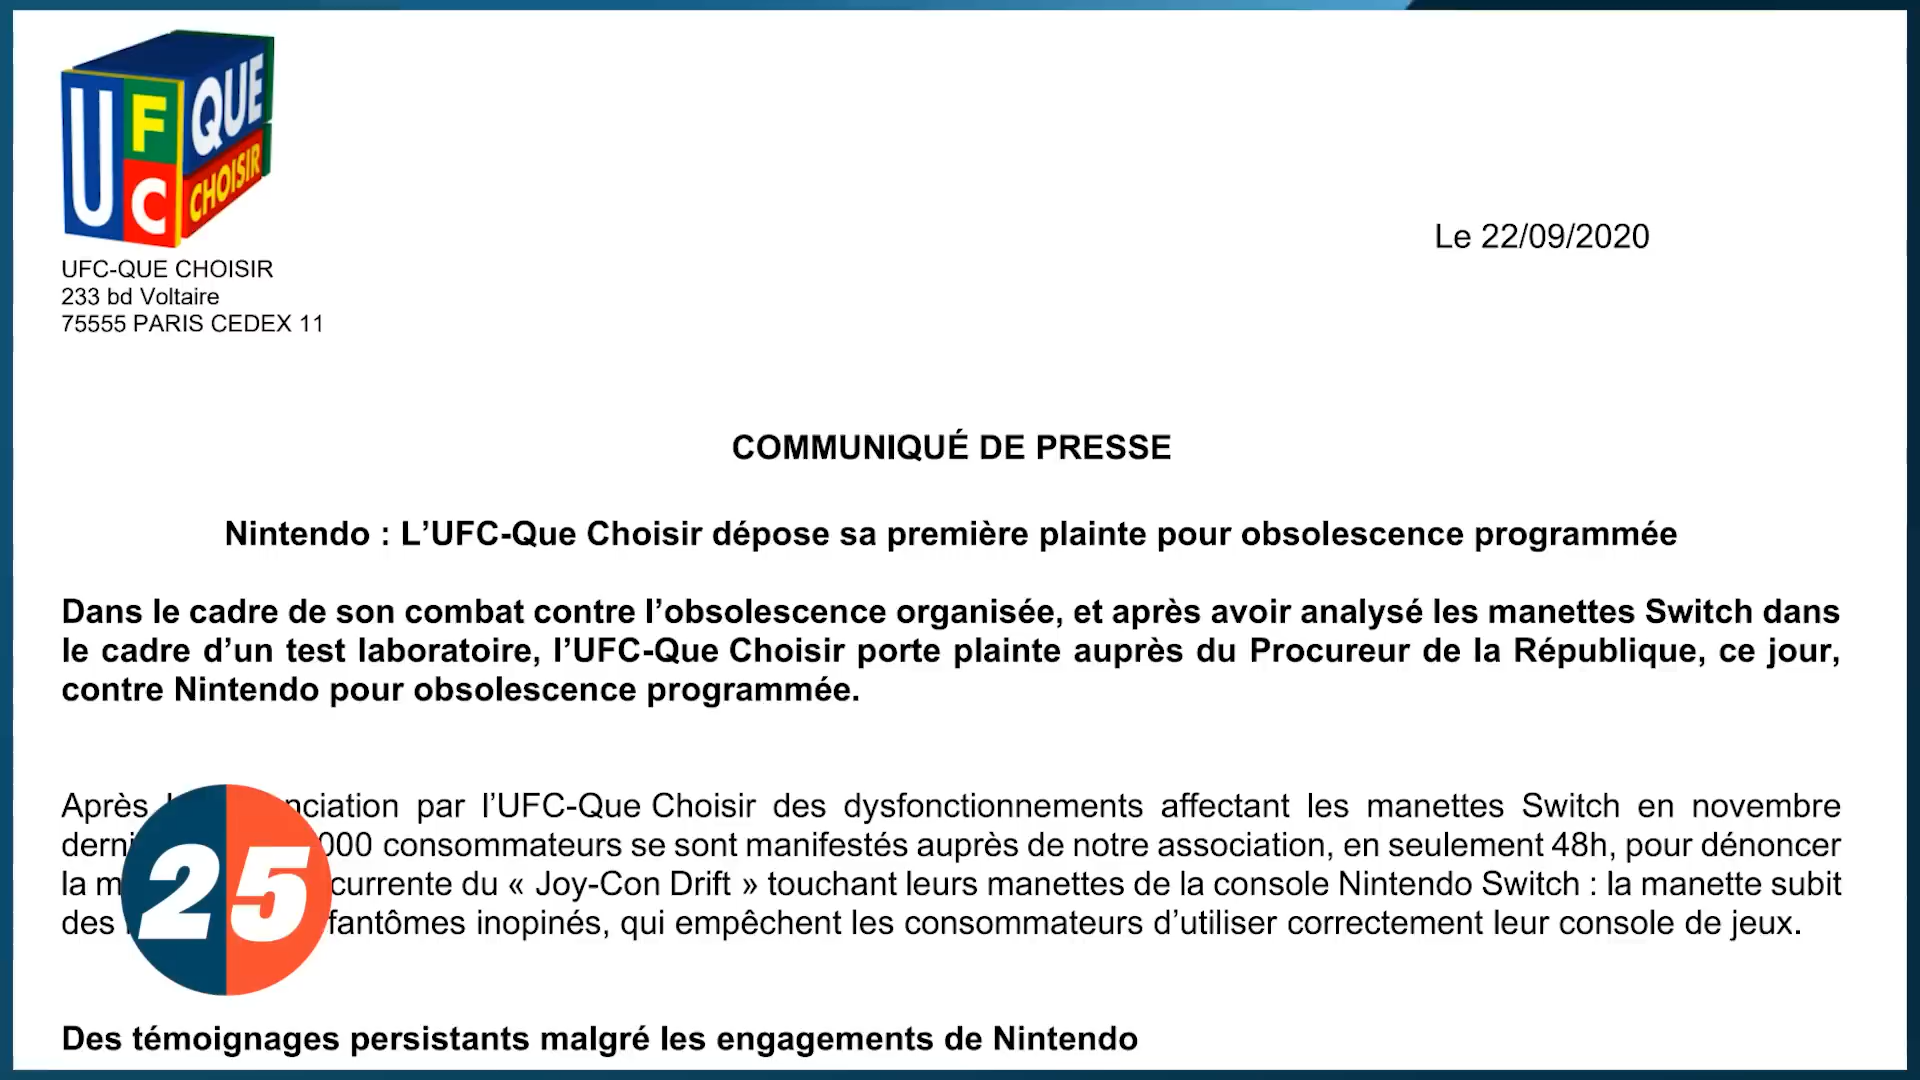 UFC QUE CHOISIR
UFC-QUE CHOISIR
233 bd Voltaire
75555 PARIS CEDEX 11
Le 22/09/2020
COMMUNIQUÉ DE PRESSE
Nintendo : L’UFC-Que Choisir dépose sa première plainte pour obsolescence programmée
Dans le cadre de son combat contre l’obsolescence organisée, et après avoir analysé les manettes Switch dans
le cadre d’un test laboratoire, l’UFC-Que Choisir porte plainte auprès du Procureur de la République, ce jour,
contre Nintendo pour obsolescence programmée.
Après par l’UFC-Que Choisir des dysfonctionnements affectant les manettes Switch en novembre
consommateurs se sont manifestés auprès de notre association, en seulement 48h, pour dénoncer
la du « Joy-Con Drift » touchant leurs manettes de la console Nintendo Switch : la manette subit
des fantômes inopinés, qui empêchent les consommateurs d’utiliser correctement leur console de jeux.
25
Des témoignages persistants malgré les engagements de Nintendo